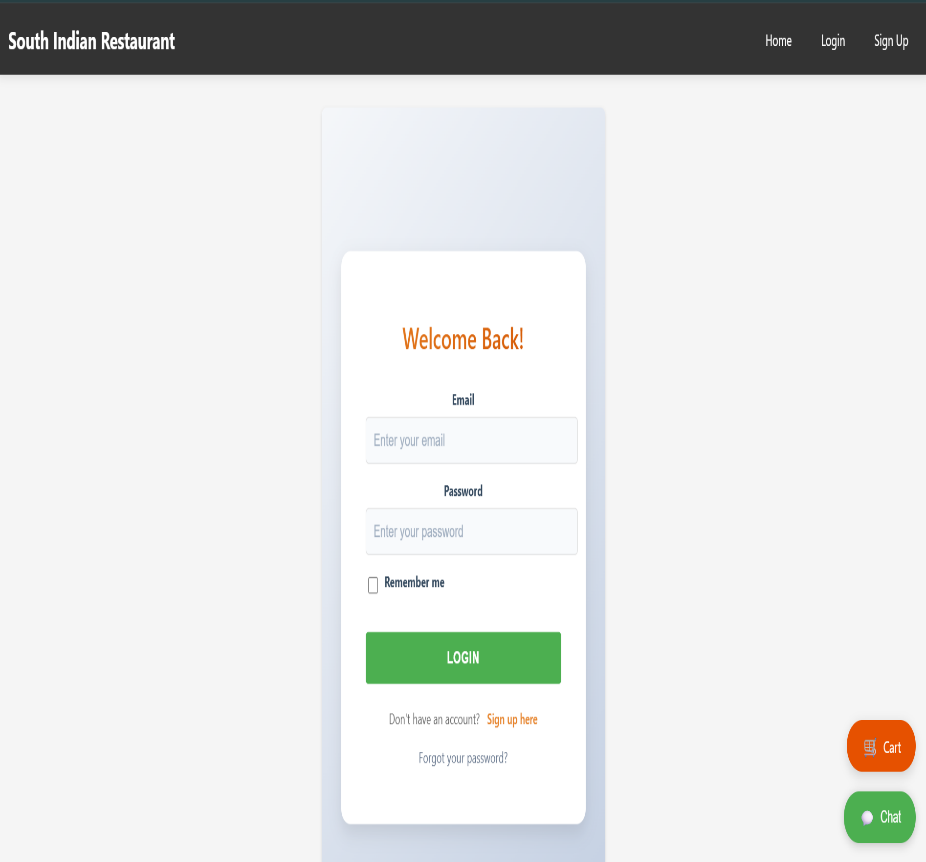 South Indian Restaurant
Home Login Sign Up
Welcome Back!
Email
Enter your email
Password
Enter your password
Remember me
LOGIN
Don't have an account? Sign up here
Forgot your password?
Cart
Chat